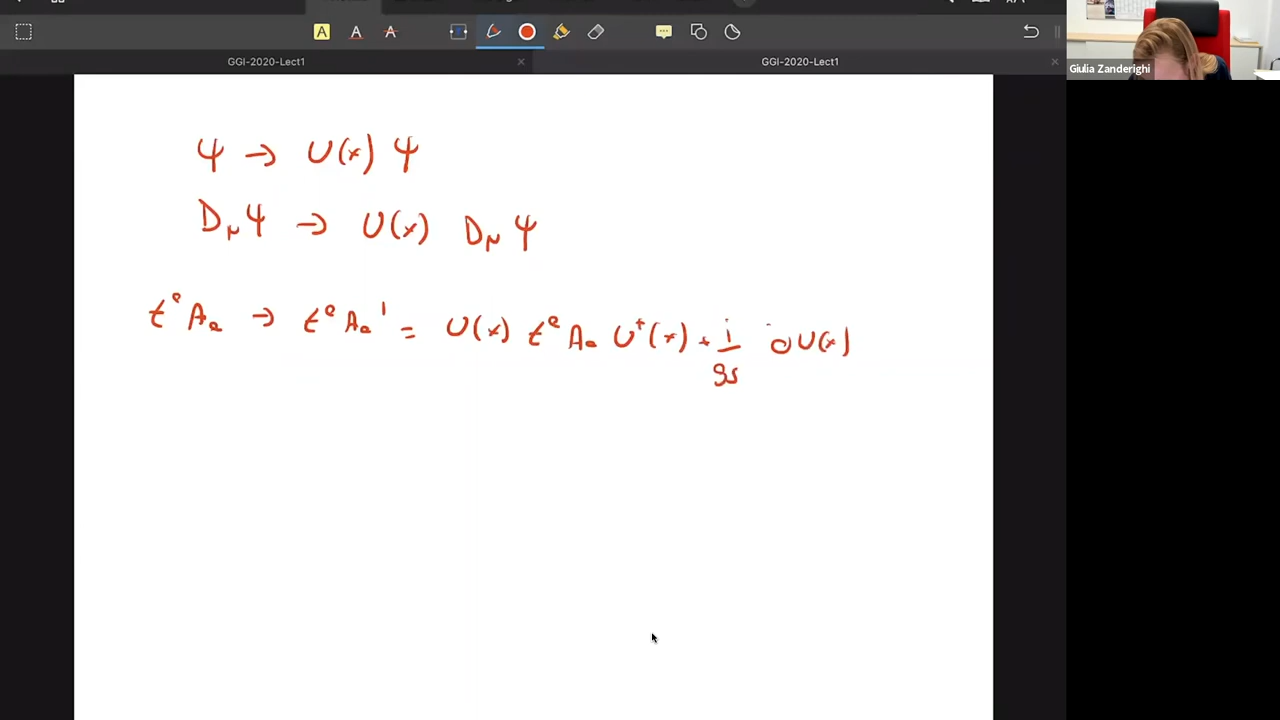 GGI-2020-Lect1
GGI-2020-Lect1
Giulia Zanderighi
ψ → U(x) ψ
D_μ ψ → U(x) D_μ ψ
t^a A_a → t^a A_a' = U(x) t^a A_a U^+(x) + i/g_s ∂U(x)